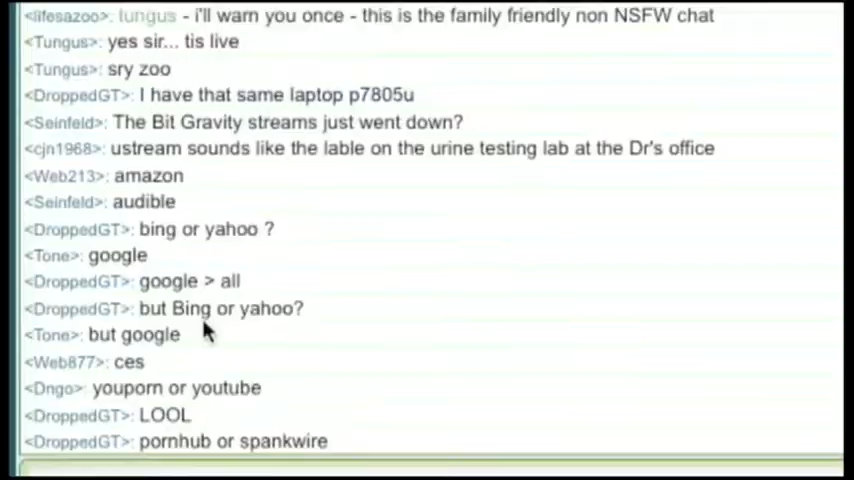 <lifesazoo>: tungus - i'll warn you once - this is the family friendly non NSFW chat
<Tungus>: yes sir... tis live
<Tungus>: sry zoo
<DroppedGT>: I have that same laptop p7805u
<Seinfeld>: The Bit Gravity streams just went down?
<cjn1968>: ustream sounds like the lable on the urine testing lab at the Dr's office
<Web213>: amazon
<Seinfeld>: audible
<DroppedGT>: bing or yahoo ?
<Tone>: google
<DroppedGT>: google > all
<DroppedGT>: but Bing or yahoo?
<Tone>: but google
<Web877>: ces
<Dngo>: youporn or youtube
<DroppedGT>: LOOL
<DroppedGT>: pornhub or spankwire